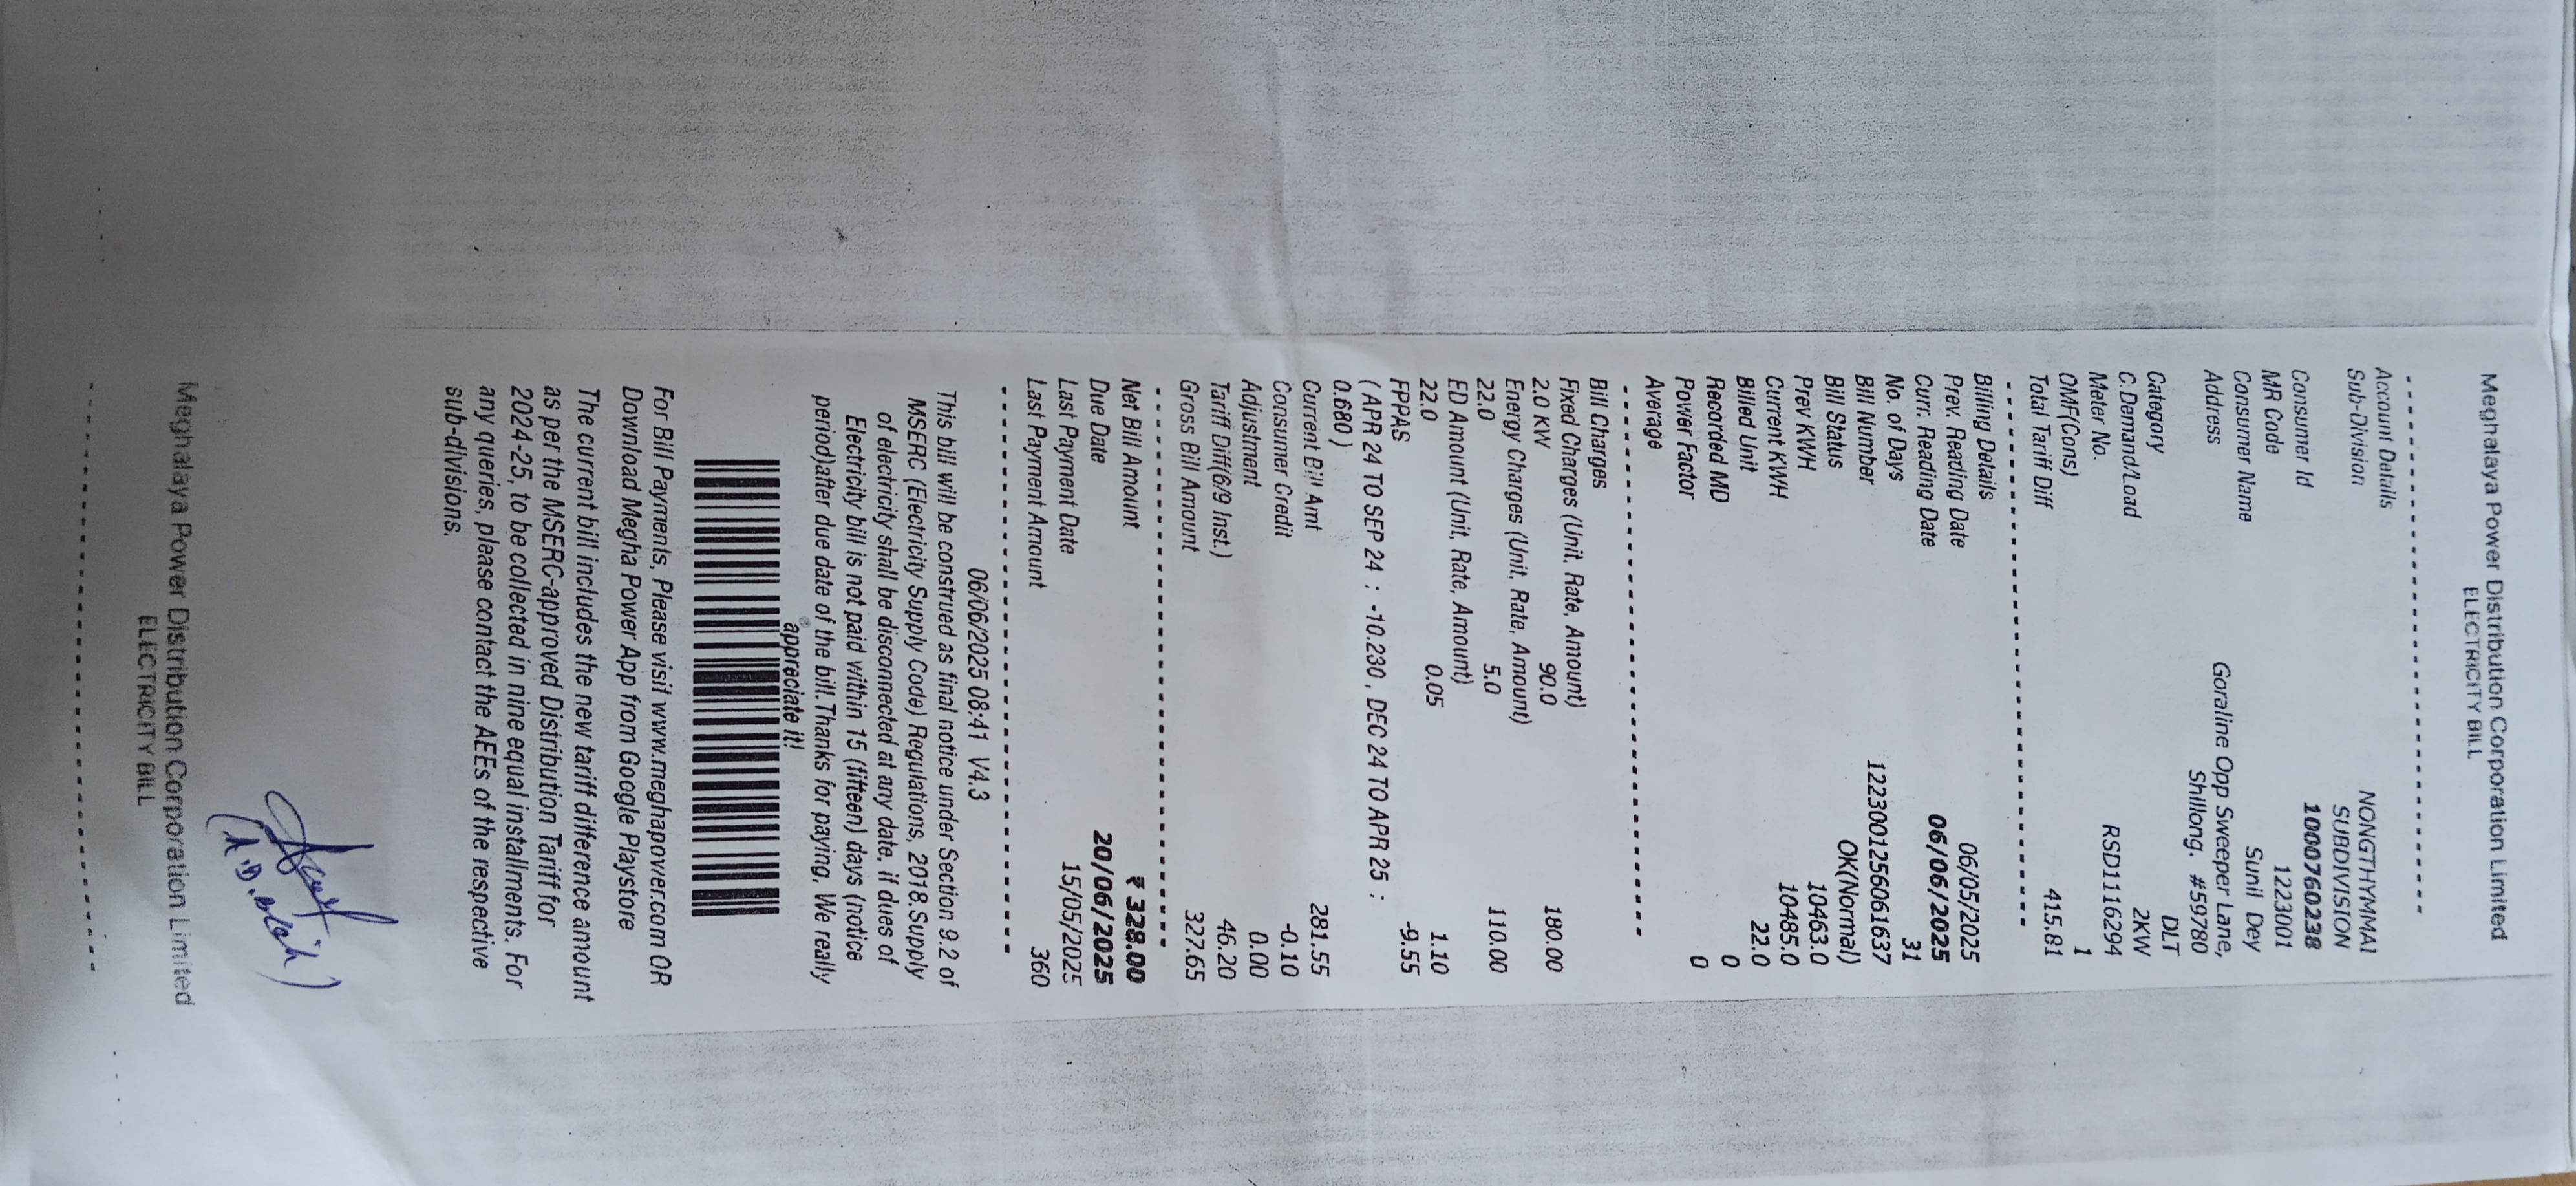 Meghalaya Power Distribution Corporation Limited
ELECTRICITY BILL
Account Details
Sub-Division NONGTHYMMAI
SUBDIVISION
Consumer Id 1000760238
MR Code 1223001
Consumer Name Sunil Dey
Address Goraline Opp Sweeper Lane,
Shillong. #59780
Category DLT
C.Demand/Load 2KW
Meter No. RSD1116294
OMF(Cons) 1
Total Tariff Diff 415.81
Billing Details
Prev. Reading Date 06/05/2025
Curr. Reading Date 06/06/2025
No. of Days 31
Bill Number 122300125606​1637
Bill Status OK(Normal)
Prev KWH 10463.0
Current KWH 10485.0
Billed Unit 22.0
Recorded MD 0
Power Factor 0
Average
Bill Charges
Fixed Charges (Unit, Rate, Amount)
2.0 KW 90.0 180.00
Energy Charges (Unit, Rate, Amount)
22.0 5.0 110.00
ED Amount (Unit, Rate, Amount)
22.0 0.05 1.10
FPPAS -9.55
( APR 24 TO SEP 24 : -10.230 , DEC 24 TO APR 25 :
0.680 )
Current Bill Amt 281.55
Consumer Credit -0.10
Adjustment 0.00
Tariff Diff(6/9 Inst.) 46.20
Gross Bill Amount 327.65
Net Bill Amount ₹ 328.00
Due Date 20/06/2025
Last Payment Date 15/05/2025
Last Payment Amount 360
06/06/2025 08:41 V4.3
This bill will be construed as final notice under Section 9.2 of
MSERC (Electricity Supply Code) Regulations, 2018.Supply
of electricity shall be disconnected at any date, if dues of
Electricity bill is not paid within 15 (fifteen) days (notice
period)after due date of the bill. Thanks for paying, We really
appreciate it!
For Bill Payments, Please visit www.meghapower.com OR
Download Megha Power App from Google Playstore
The current bill includes the new tariff difference amount
as per the MSERC-approved Distribution Tariff for
2024-25, to be collected in nine equal installments. For
any queries, please contact the AEEs of the respective
sub-divisions.
Meghalaya Power Distribution Corporation Limited
ELECTRICITY BILL